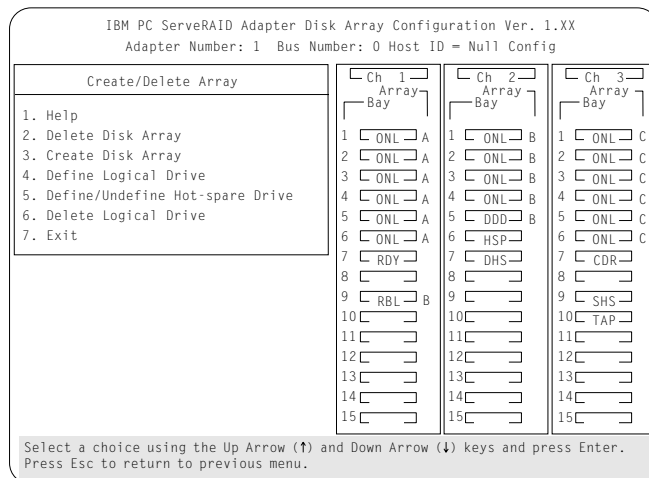 IBM PC ServeRAID Adapter Disk Array Configuration Ver. 1.XX
Adapter Number: 1 Bus Number: 0 Host ID = Null Config
Create/Delete Array
1. Help
2. Delete Disk Array
3. Create Disk Array
4. Define Logical Drive
5. Define/Undefine Hot-spare Drive
6. Delete Logical Drive
7. Exit
Ch 1
Array
Bay
1 ONL A
2 ONL A
3 ONL A
4 ONL A
5 ONL A
6 ONL A
7 RDY
8
9 RBL B
10
11
12
13
14
15
Ch 2
Array
Bay
1 ONL B
2 ONL B
3 ONL B
4 ONL B
5 DDD B
6 HSP
7 DHS
8
9
10
11
12
13
14
15
Ch 3
Array
Bay
1 ONL C
2 ONL C
3 ONL C
4 ONL C
5 ONL C
6 ONL C
7 CDR
8
9 SHS
10 TAP
11
12
13
14
15
Select a choice using the Up Arrow (↑) and Down Arrow (↓) keys and press Enter.
Press Esc to return to previous menu.